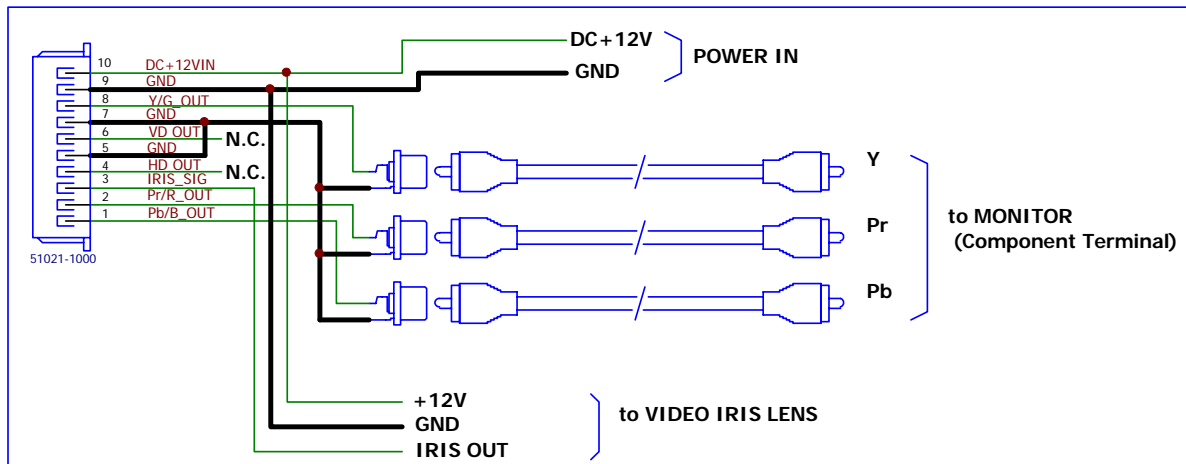 DC+12V
POWER IN
GND
10 DC+12VIN
9 GND
8 Y/G_OUT
7 GND
6 VD OUT N.C.
5 GND
4 HD OUT N.C.
3 IRIS_SIG
2 Pr/R_OUT
1 Pb/B_OUT
51021-1000
Y
Pr
Pb
to MONITOR
(Component Terminal)
+12V
GND
IRIS OUT
to VIDEO IRIS LENS